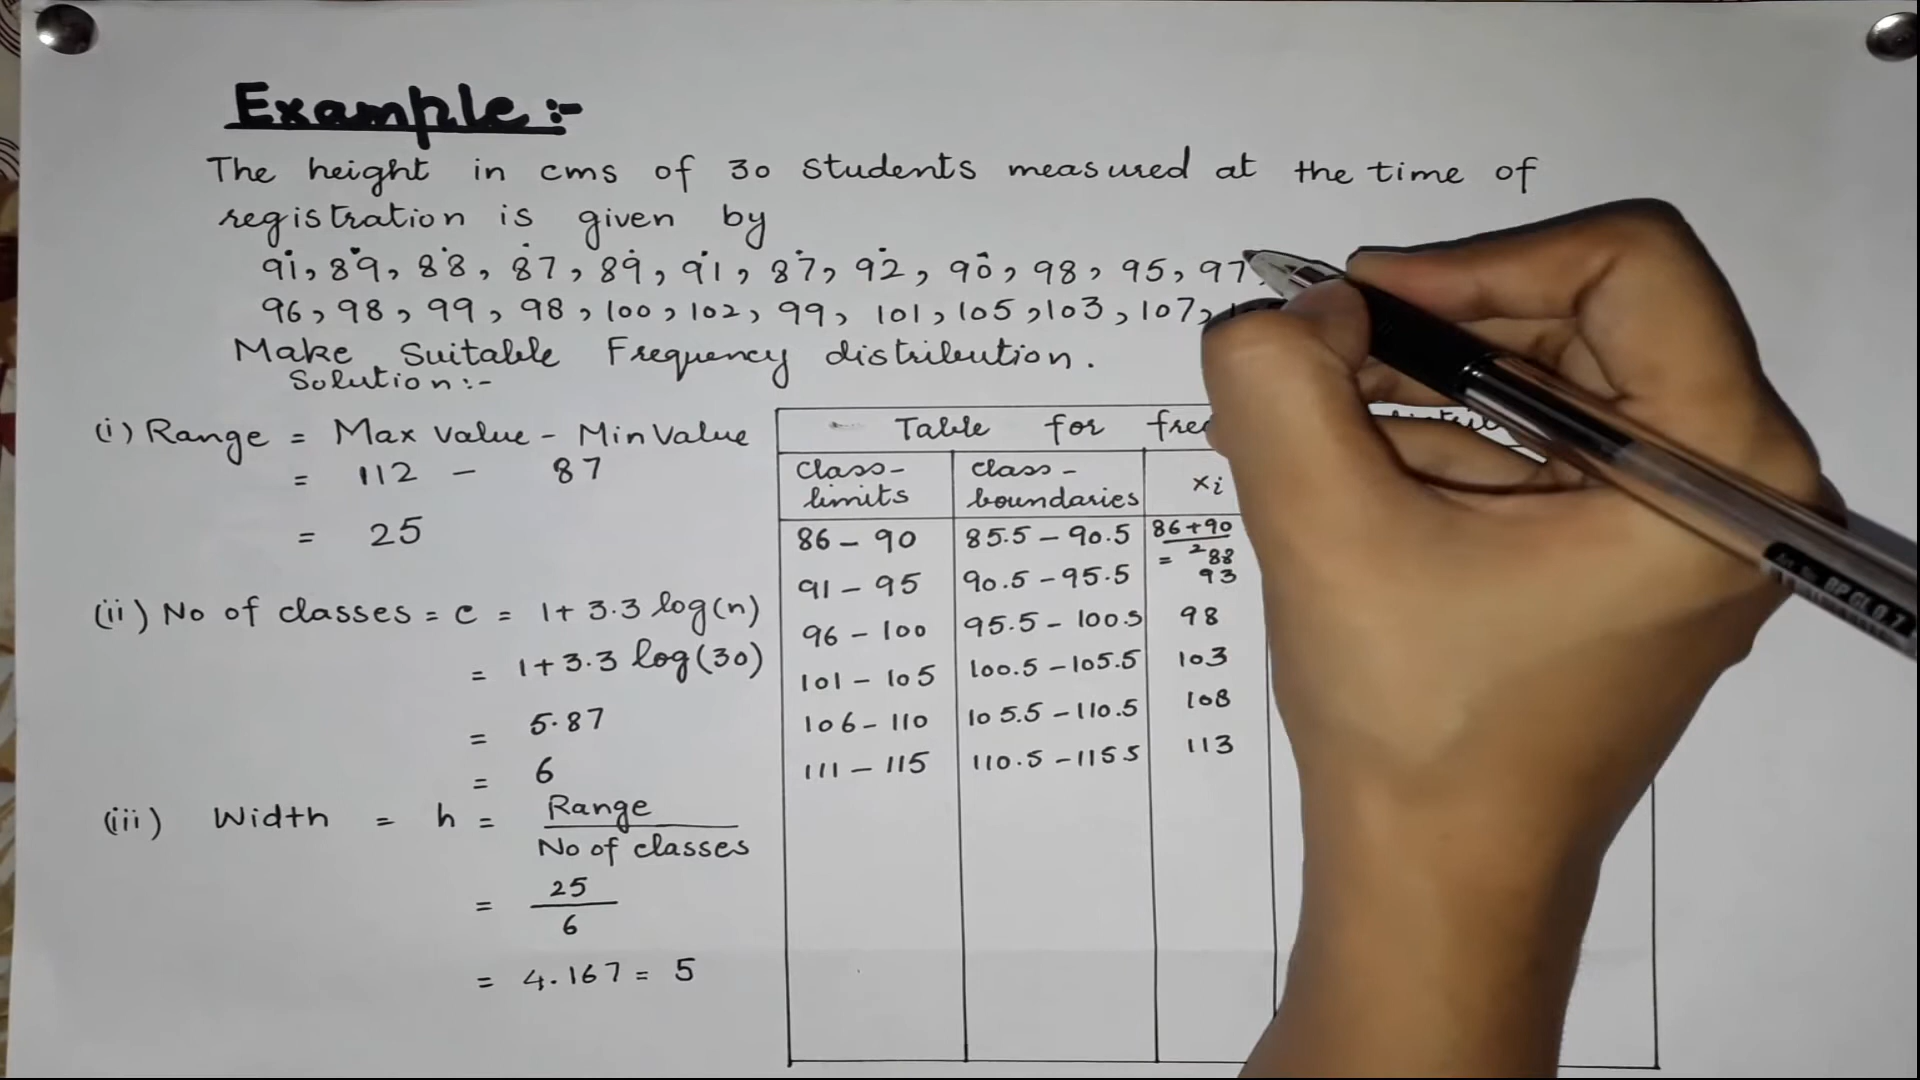 Example :-
The height in cms of 30 students measured at the time of
registration is given by
91, 89, 88, 87, 89, 91, 87, 92, 90, 98, 95, 97
96, 98, 99, 98, 100, 102, 99, 101, 105, 103, 107,
Make Suitable Frequency distribution.
Solution :-
(i) Range = Max Value - Min Value
= 112 - 87
= 25
(ii) No of classes = c = 1 + 3.3 log(n)
= 1 + 3.3 log(30)
= 5.87
= 6
(iii) Width = h = Range
No of classes
= 25
6
= 4.167 = 5
Table for
class- class- xi
limits boundaries
86 - 90 85.5 - 90.5 86+90
2
= 88
91 - 95 90.5 - 95.5 93
96 - 100 95.5 - 100.5 98
101 - 105 100.5 - 105.5 103
106 - 110 105.5 - 110.5 108
111 - 115 110.5 - 115.5 113